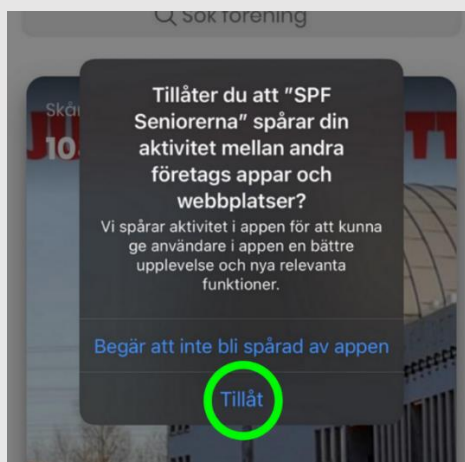 Sök förening
Skå
10
Tillåter du att "SPF
Seniorerna" spårar din
aktivitet mellan andra
företags appar och
webbplatser?
Vi spårar aktivitet i appen för att kunna
ge användare i appen en bättre
upplevelse och nya relevanta
funktioner.
Begär att inte bli spårad av appen
Tillåt